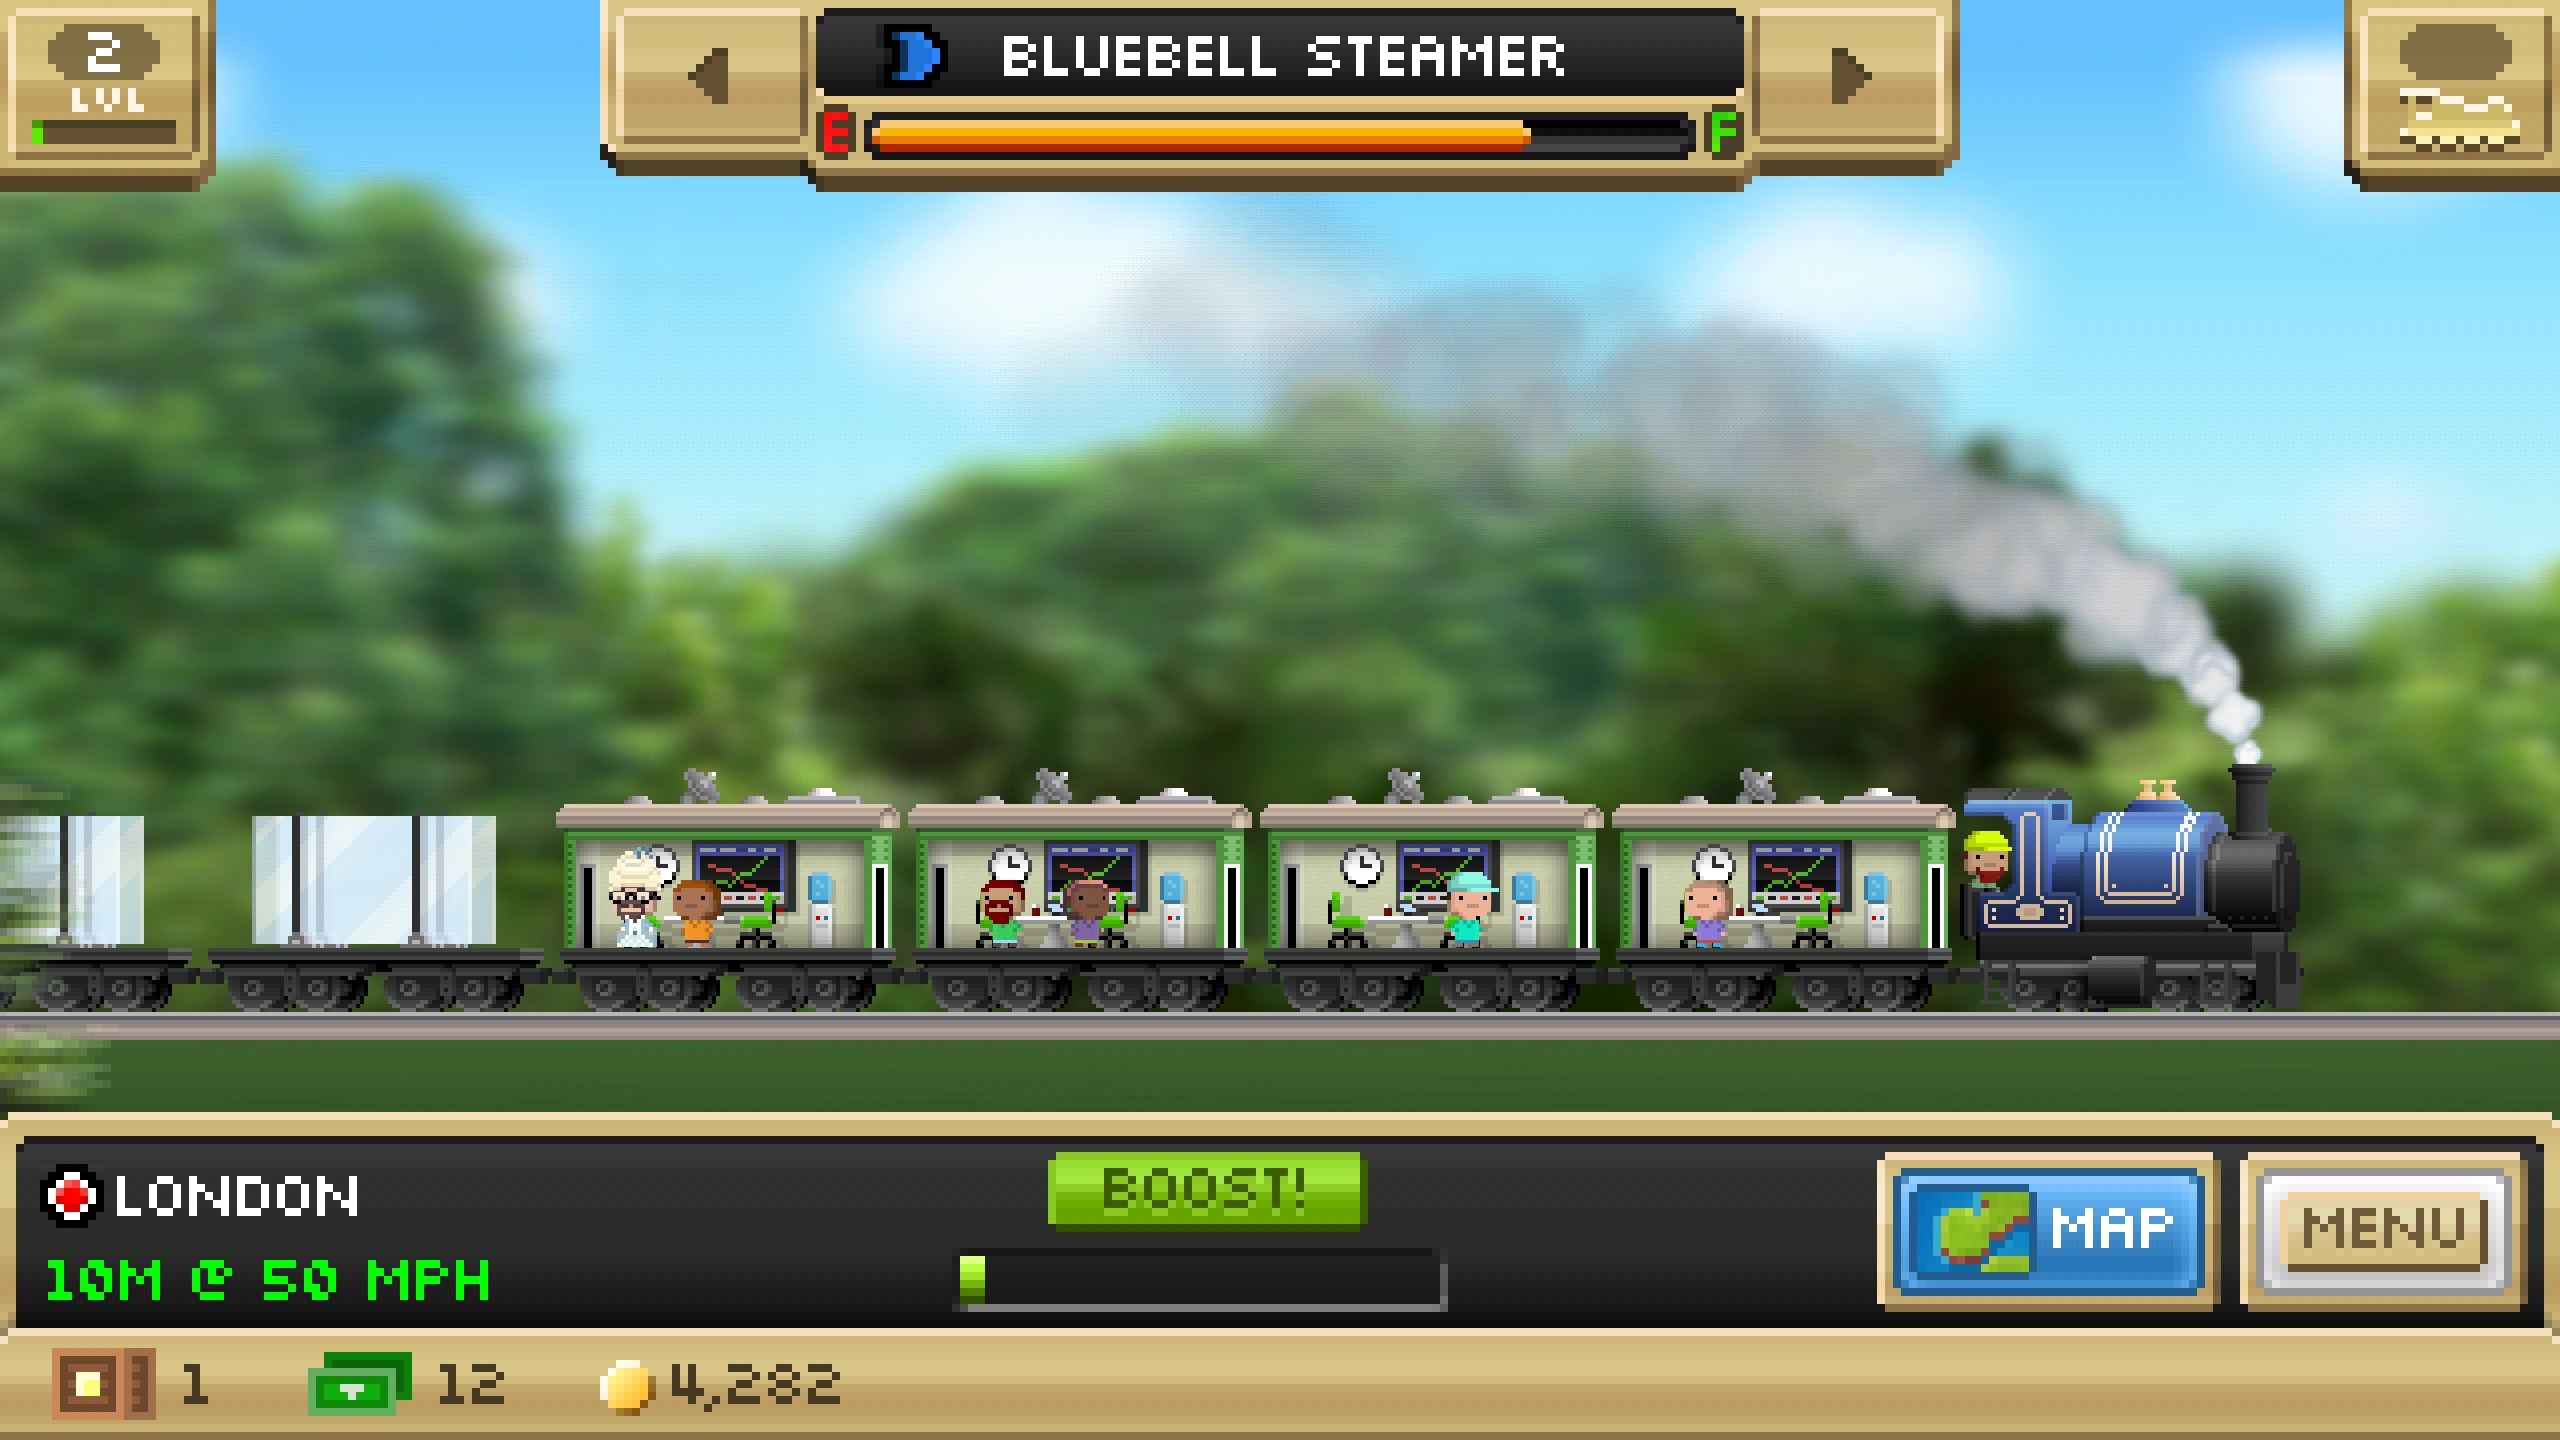 2
LVL
BLUEBELL STEAMER
E F
LONDON
10M @ 50 MPH
BOOST!
MAP
MENU
1
12
4,282